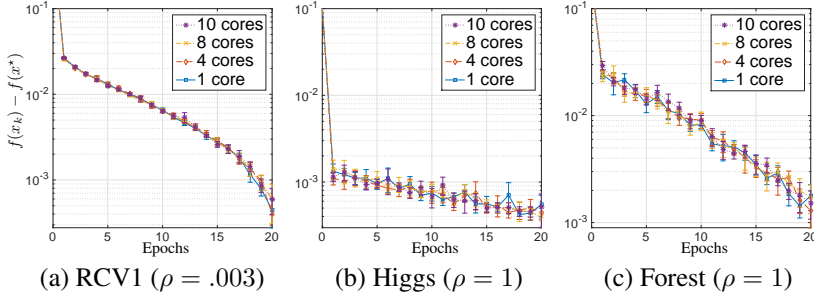 f(x_k) − f(x^⋆)
10^-1
10^-2
10^-3
10 cores
8 cores
4 cores
1 core
0 5 10 15 20
Epochs
(a) RCV1 (ρ = .003)
10^-1
10^-2
10^-3
10 cores
8 cores
4 cores
1 core
0 5 10 15 20
Epochs
(b) Higgs (ρ = 1)
10^-1
10^-2
10^-3
10 cores
8 cores
4 cores
1 core
0 5 10 15 20
Epochs
(c) Forest (ρ = 1)